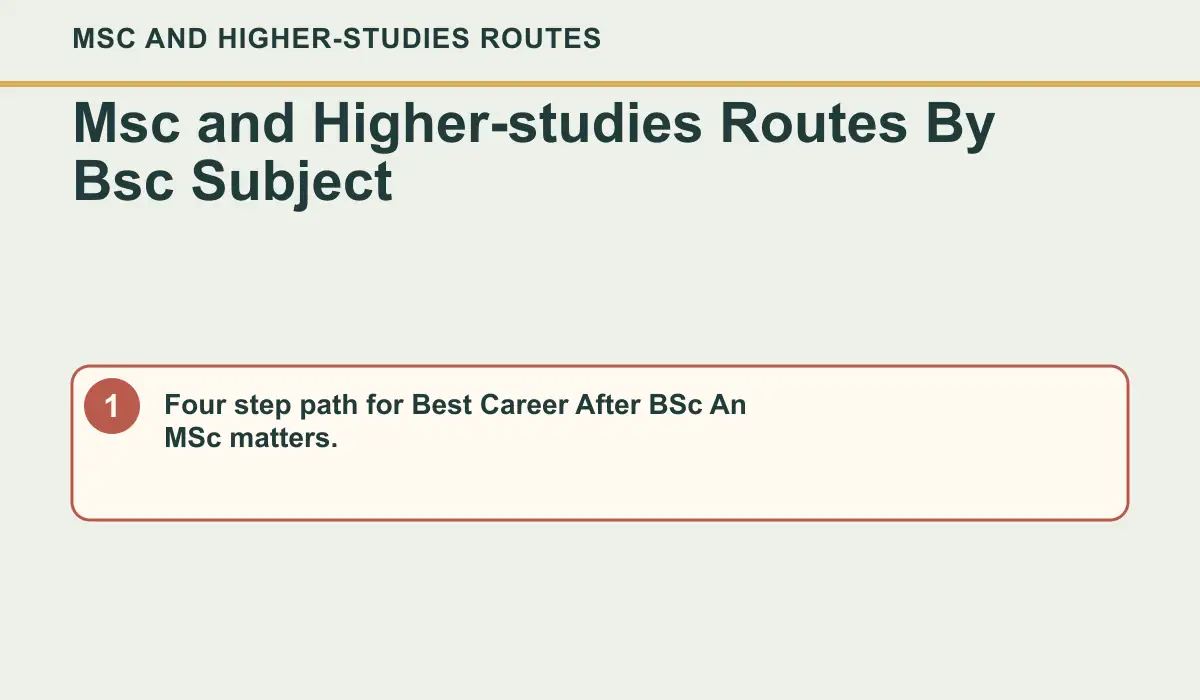 MSC AND HIGHER-STUDIES ROUTES
Msc and Higher-studies Routes By
Bsc Subject
1
Four step path for Best Career After BSc An
MSc matters.